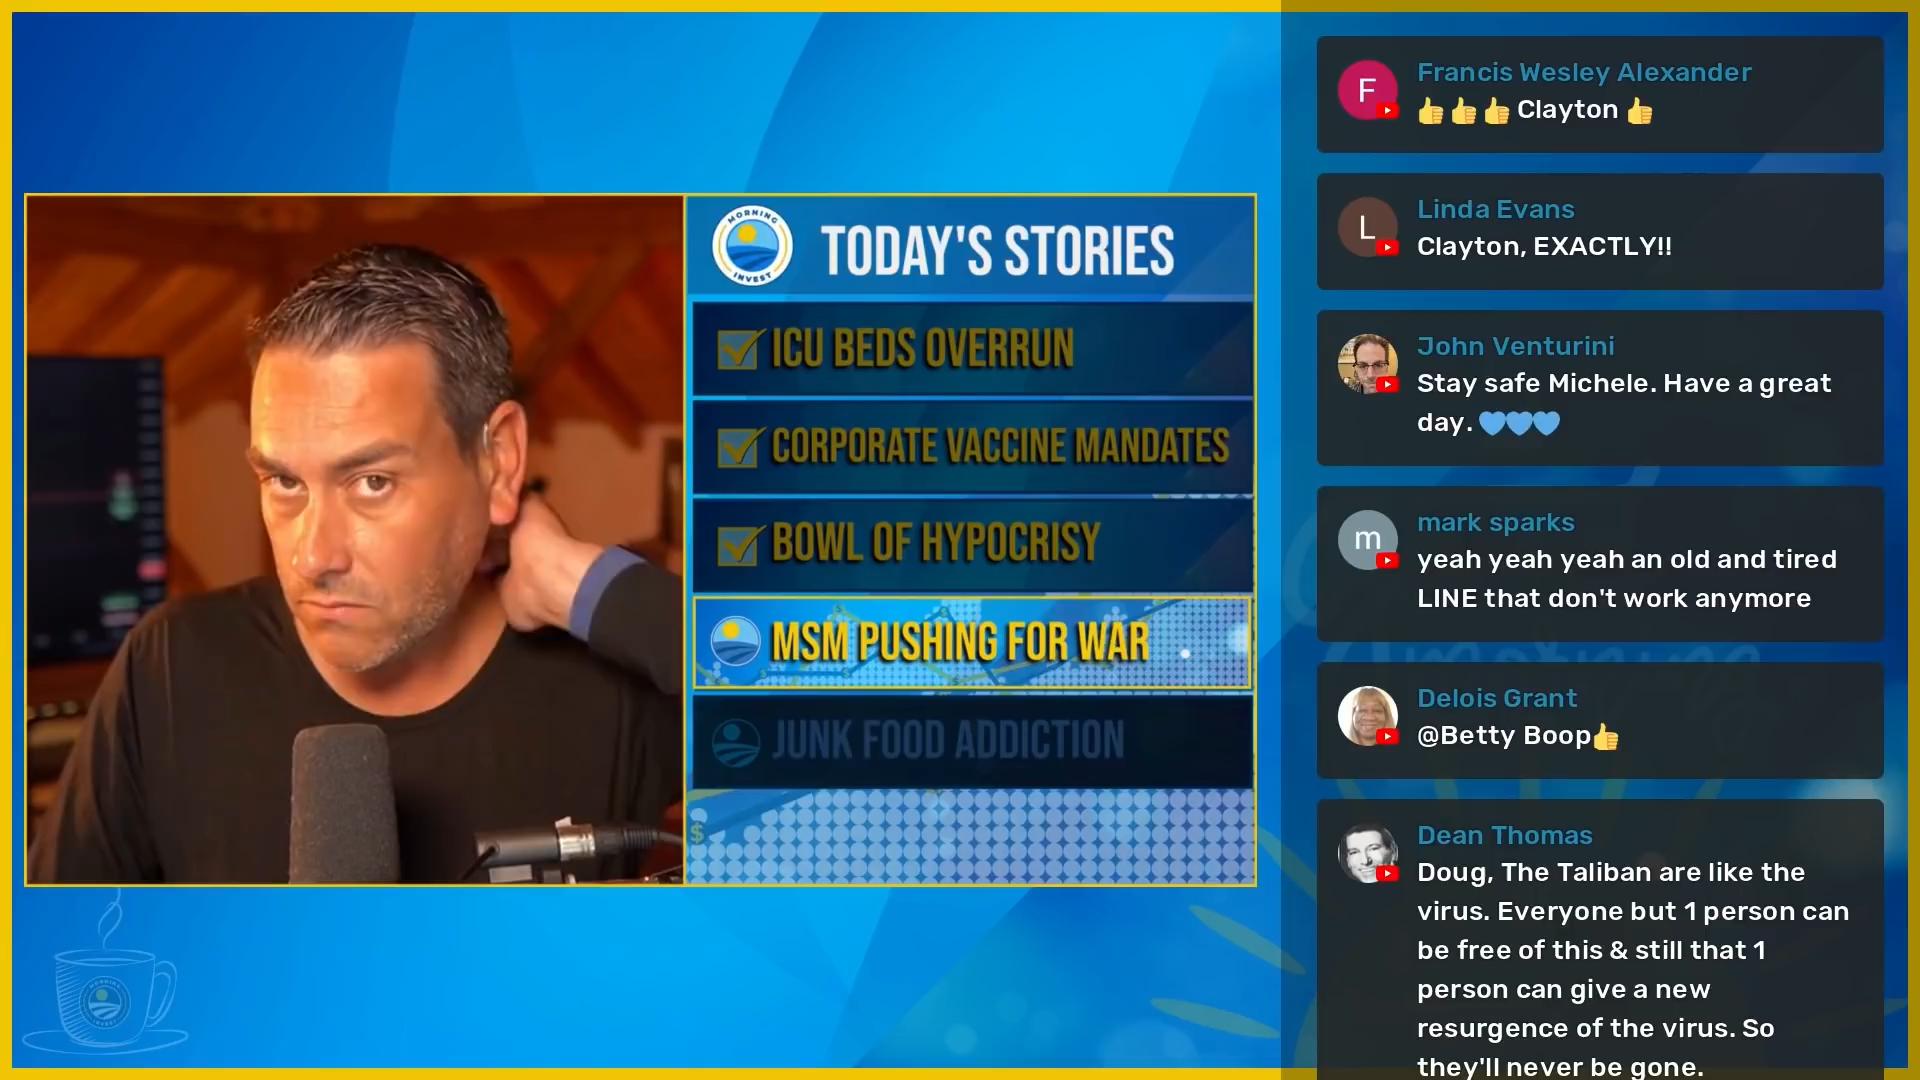 MORNING
INVEST
TODAY'S STORIES
ICU BEDS OVERRUN
CORPORATE VACCINE MANDATES
BOWL OF HYPOCRISY
MSM PUSHING FOR WAR
JUNK FOOD ADDICTION
F
Francis Wesley Alexander
👍👍👍 Clayton 👍
L
Linda Evans
Clayton, EXACTLY!!
John Venturini
Stay safe Michele. Have a great
day. 💙💙💙
m
mark sparks
yeah yeah yeah an old and tired
LINE that don't work anymore
Delois Grant
@Betty Boop👍
Dean Thomas
Doug, The Taliban are like the
virus. Everyone but 1 person can
be free of this & still that 1
person can give a new
resurgence of the virus. So
they'll never be gone.